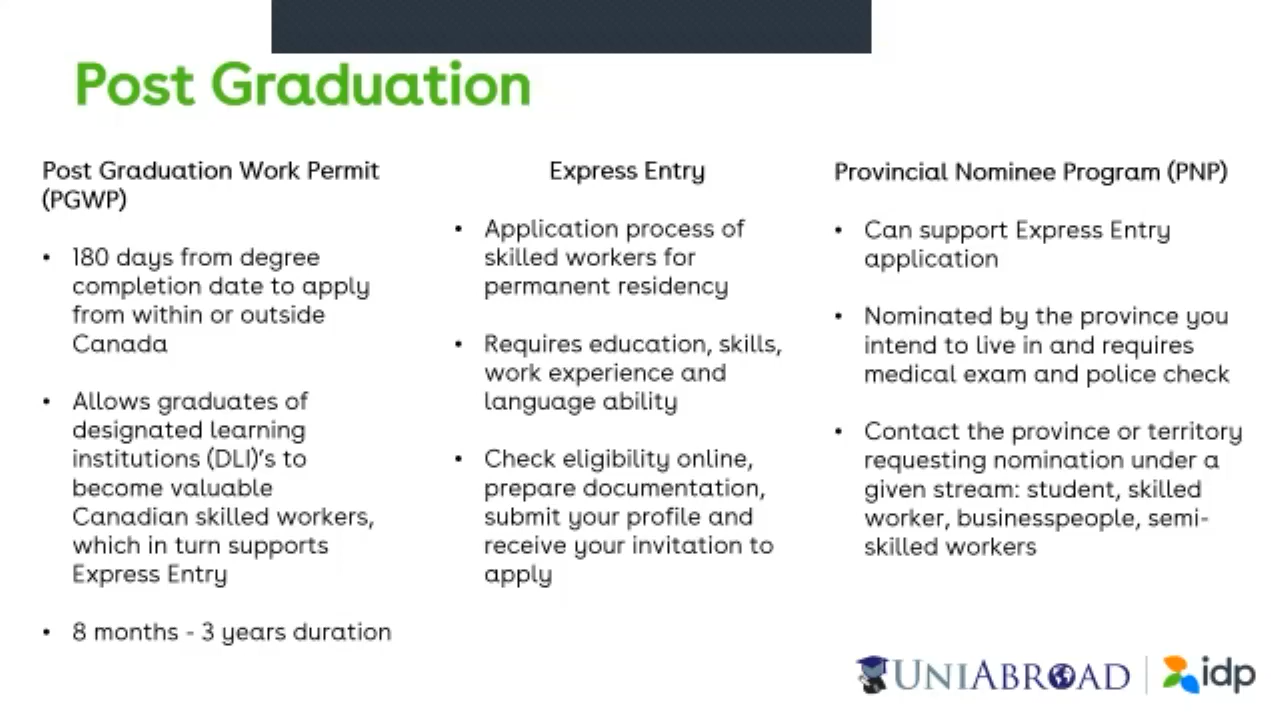 Post Graduation
Post Graduation Work Permit
(PGWP)
• 180 days from degree
completion date to apply
from within or outside
Canada
• Allows graduates of
designated learning
institutions (DLI)'s to
become valuable
Canadian skilled workers,
which in turn supports
Express Entry
• 8 months - 3 years duration
Express Entry
• Application process of
skilled workers for
permanent residency
• Requires education, skills,
work experience and
language ability
• Check eligibility online,
prepare documentation,
submit your profile and
receive your invitation to
apply
Provincial Nominee Program (PNP)
• Can support Express Entry
application
• Nominated by the province you
intend to live in and requires
medical exam and police check
• Contact the province or territory
requesting nomination under a
given stream: student, skilled
worker, businesspeople, semi-
skilled workers
UNIABROAD | idp